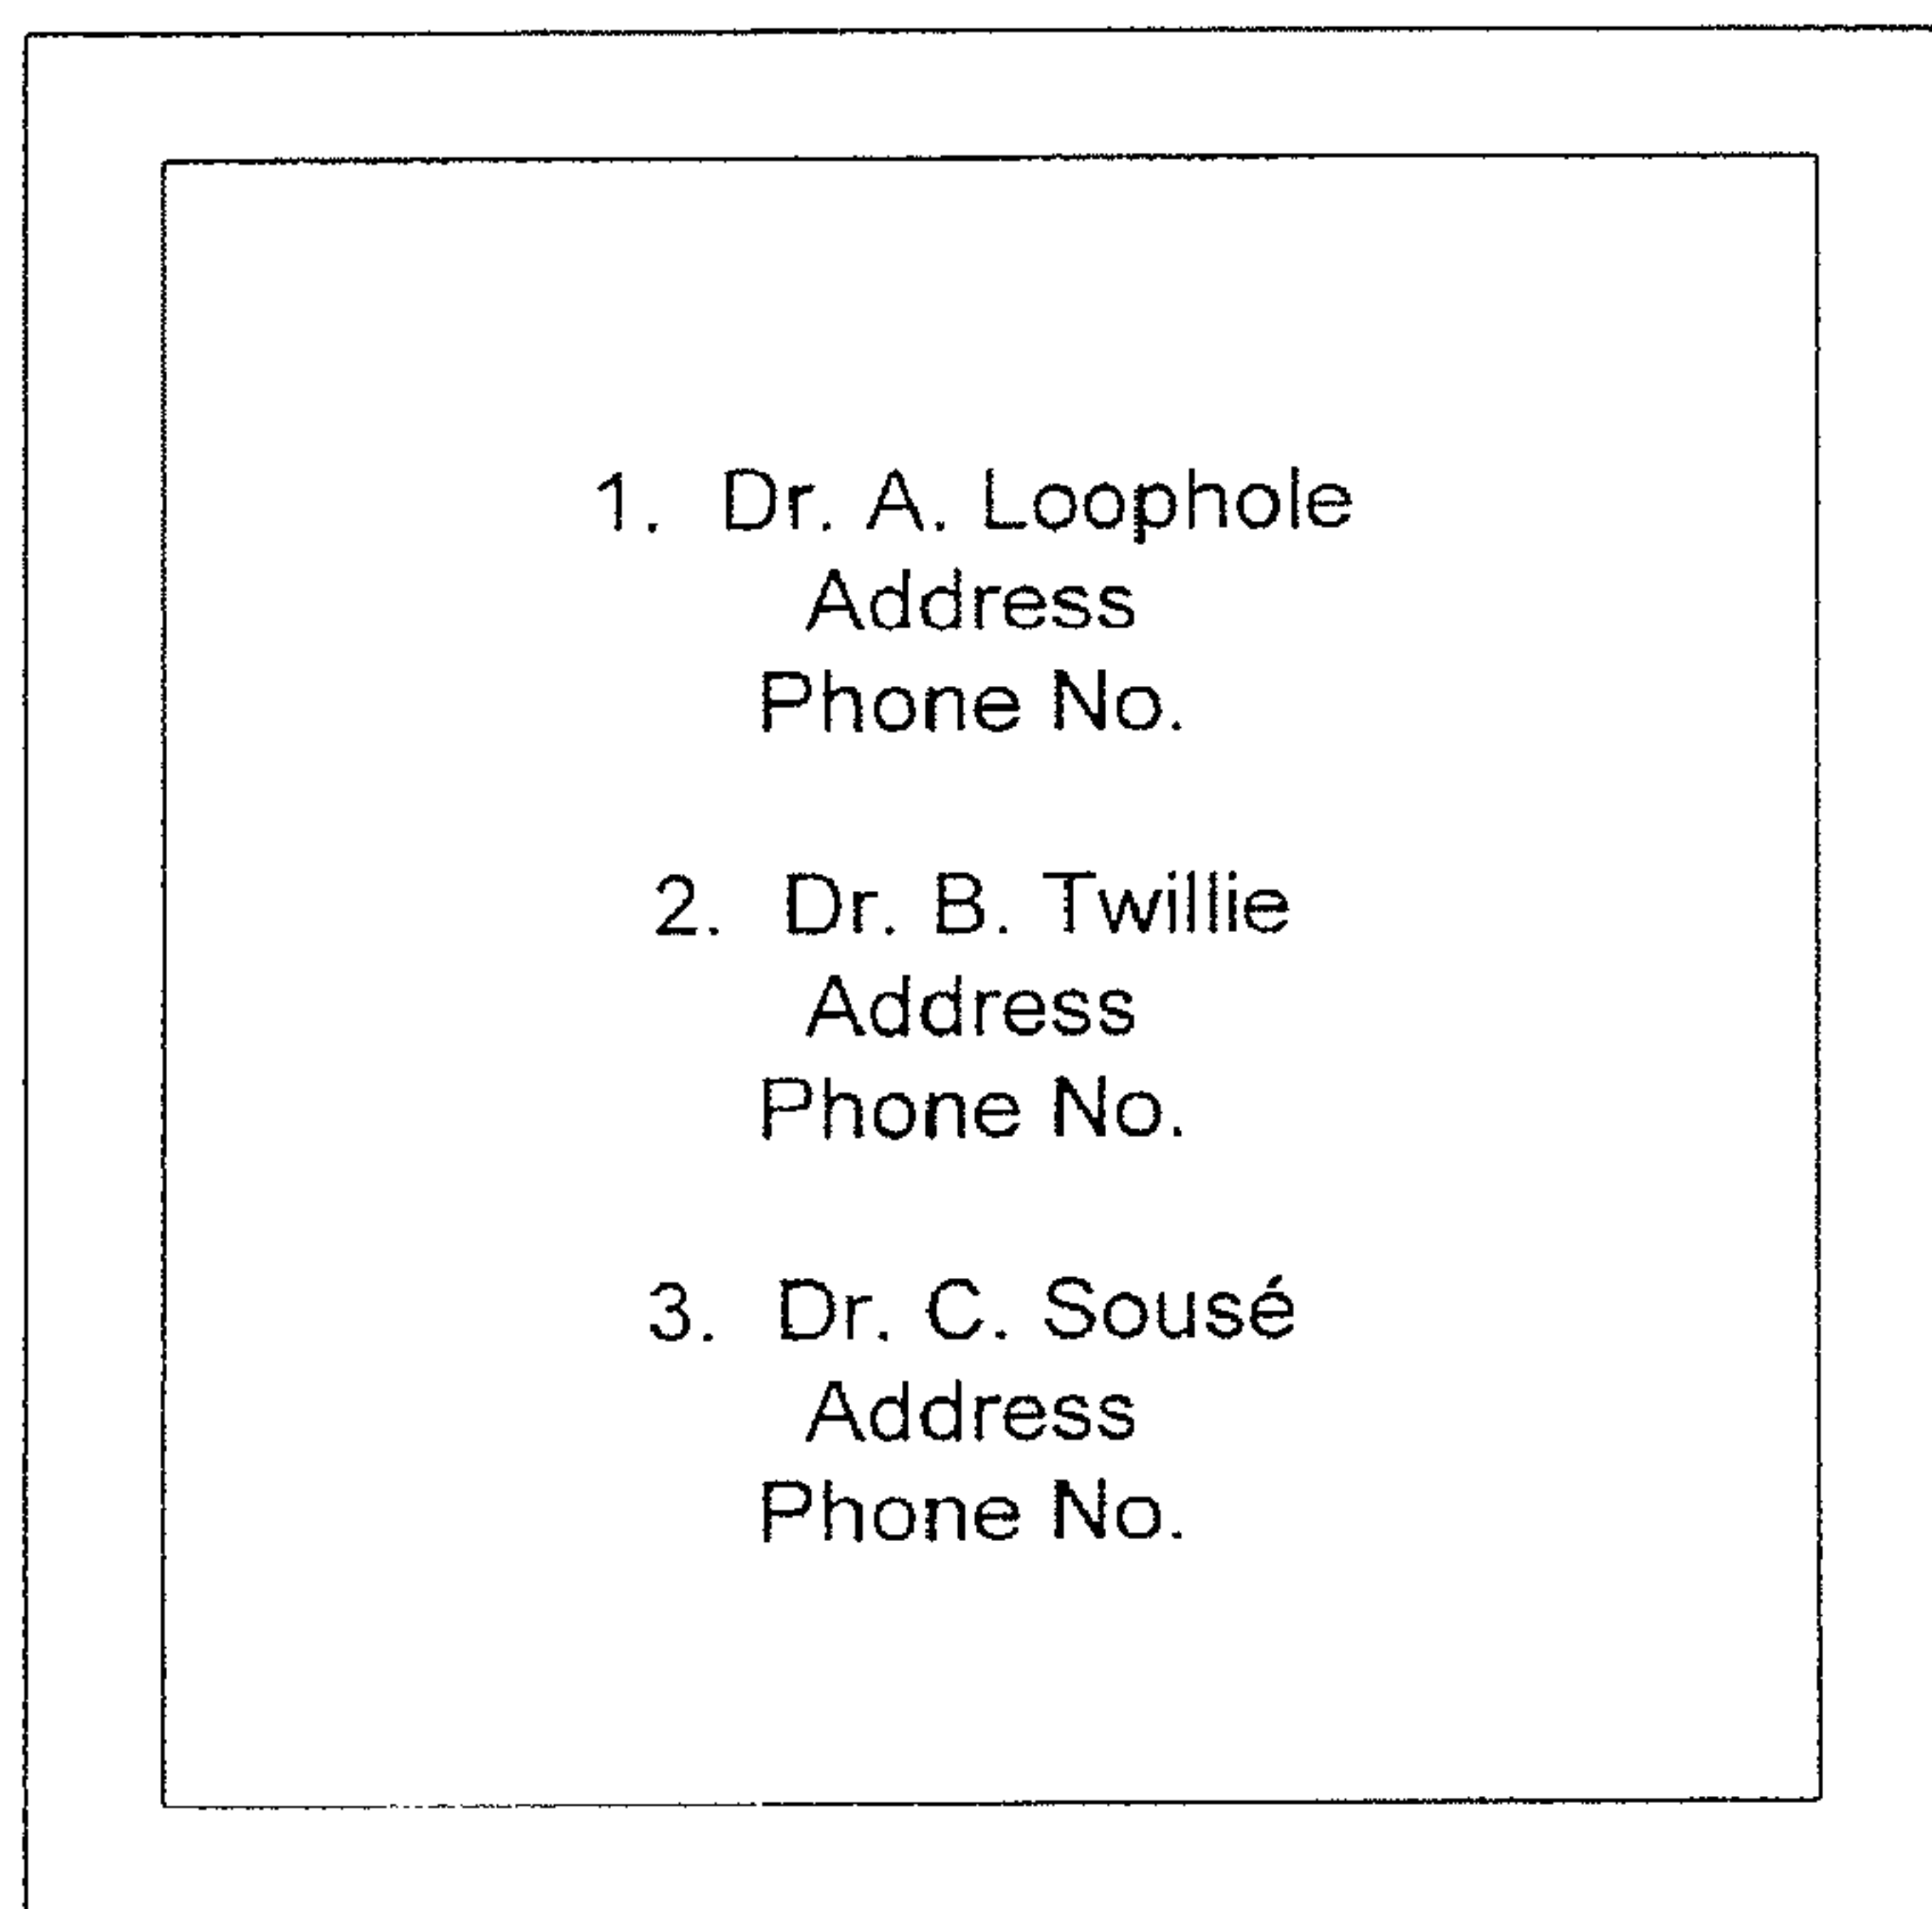 1. Dr. A. Loophole
Address
Phone No.
2. Dr. B. Twillie
Address
Phone No.
3. Dr. C. Sousé
Address
Phone No.